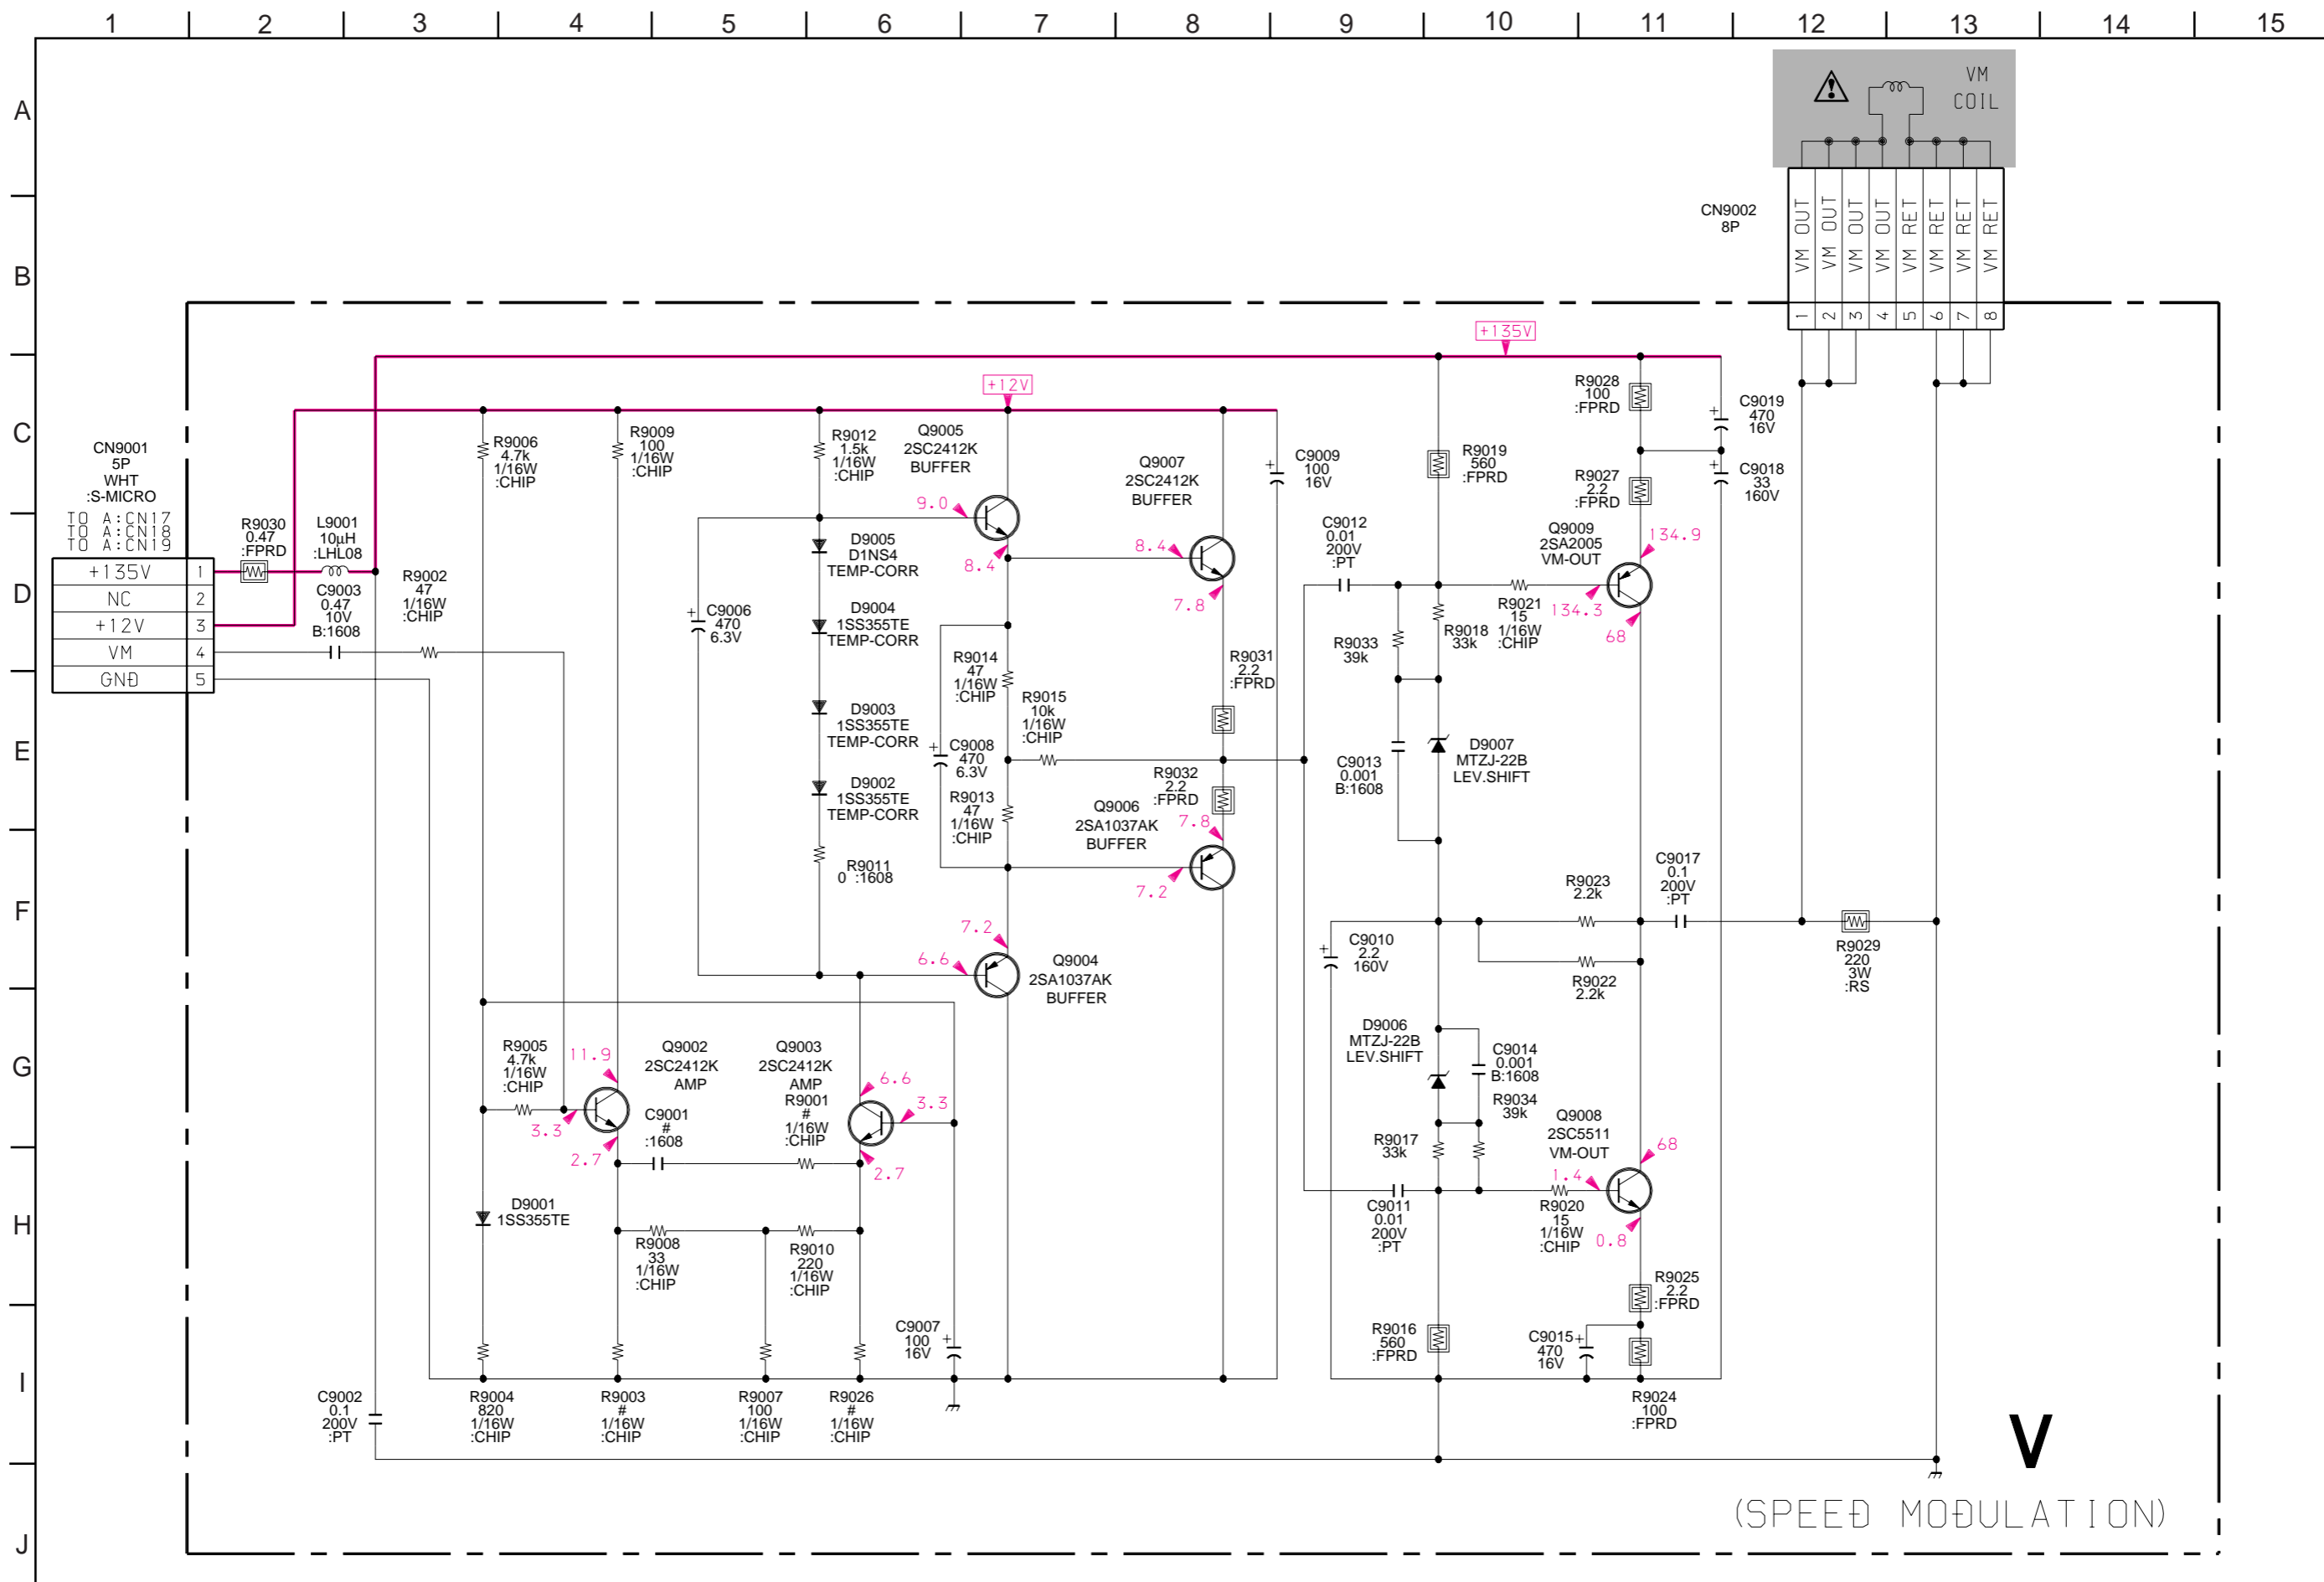 1 2 3 4 5 6 7 8 9 10 11 12 13 14 15
A
B
C
D
E
F
G
H
I
J
VM
COIL
CN9002
8P
VM OUT
VM OUT
VM OUT
VM OUT
VM RET
VM RET
VM RET
VM RET
1 2 3 4 5 6 7 8
+135V
+12V
CN9001
5P
WHT
:S-MICRO
TO A:CN17
TO A:CN18
TO A:CN19
+135V 1
NC 2
+12V 3
VM 4
GND 5
R9030
0.47
:FPRD
L9001
10µH
:LHL08
C9003
0.47
10V
B:1608
R9002
47
1/16W
:CHIP
R9006
4.7k
1/16W
:CHIP
R9009
100
1/16W
:CHIP
R9012
1.5k
1/16W
:CHIP
Q9005
2SC2412K
BUFFER
9.0
8.4
Q9007
2SC2412K
BUFFER
8.4
7.8
C9009
100
16V
R9019
560
:FPRD
R9028
100
:FPRD
R9027
2.2
:FPRD
C9019
470
16V
C9018
33
160V
C9012
0.01
200V
:PT
Q9009
2SA2005
VM-OUT
134.9
134.3
68
R9021
15
1/16W
:CHIP
R9018
33k
R9033
39k
D9005
D1NS4
TEMP-CORR
D9004
1SS355TE
TEMP-CORR
D9003
1SS355TE
TEMP-CORR
D9002
1SS355TE
TEMP-CORR
C9006
470
6.3V
R9014
47
1/16W
:CHIP
R9015
10k
1/16W
:CHIP
R9031
2.2
:FPRD
C9008
470
6.3V
R9013
47
1/16W
:CHIP
R9032
2.2
:FPRD
Q9006
2SA1037AK
BUFFER
7.8
7.2
C9013
0.001
B:1608
D9007
MTZJ-22B
LEV.SHIFT
R9011
0 :1608
7.2
6.6
Q9004
2SA1037AK
BUFFER
C9010
2.2
160V
R9023
2.2k
R9022
2.2k
C9017
0.1
200V
:PT
R9029
220
3W
:RS
R9005
4.7k
1/16W
:CHIP
11.9
3.3
2.7
Q9002
2SC2412K
AMP
C9001
#
:1608
Q9003
2SC2412K
AMP
R9001
#
1/16W
:CHIP
6.6
3.3
2.7
D9006
MTZJ-22B
LEV.SHIFT
C9014
0.001
B:1608
R9034
39k
R9017
33k
Q9008
2SC5511
VM-OUT
68
1.4
0.8
D9001
1SS355TE
R9008
33
1/16W
:CHIP
R9010
220
1/16W
:CHIP
C9011
0.01
200V
:PT
R9020
15
1/16W
:CHIP
R9025
2.2
:FPRD
C9007
100
16V
R9016
560
:FPRD
C9015
470
16V
R9024
100
:FPRD
C9002
0.1
200V
:PT
R9004
820
1/16W
:CHIP
R9003
#
1/16W
:CHIP
R9007
100
1/16W
:CHIP
R9026
#
1/16W
:CHIP
V
(SPEED MODULATION)